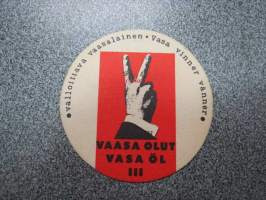 •valloittava vaasalainen•Vasa vinner vänner•
VAASA OLUT
VASA ÖL
III